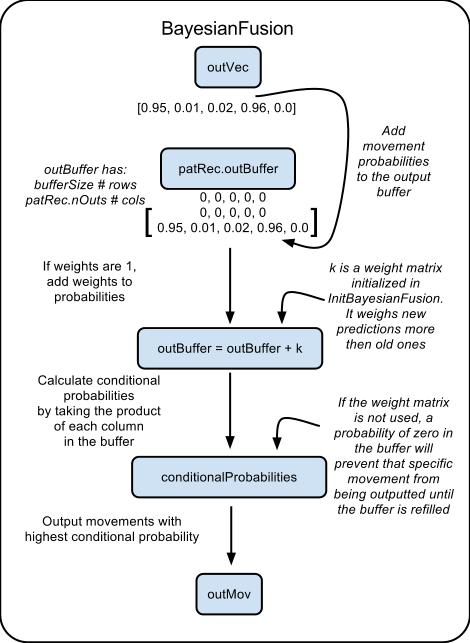 BayesianFusion
outVec
[0.95, 0.01, 0.02, 0.96, 0.0]
Add
movement
probabilities
to the output
buffer
outBuffer has:
bufferSize # rows
patRec.nOuts # cols
patRec.outBuffer
0, 0, 0, 0, 0
0, 0, 0, 0, 0
[ 0.95, 0.01, 0.02, 0.96, 0.0 ]
If weights are 1,
add weights to
probabilities
k is a weight matrix
initialized in
InitBayesianFusion.
It weighs new
predictions more
then old ones
outBuffer = outBuffer + k
Calculate conditional
probabilities
by taking the product
of each column
in the buffer
If the weight matrix
is not used, a
probability of zero in
the buffer will
prevent that specific
movement from
being outputted until
the buffer is refilled
conditionalProbabilities
Output movements with
highest conditional probability
outMov